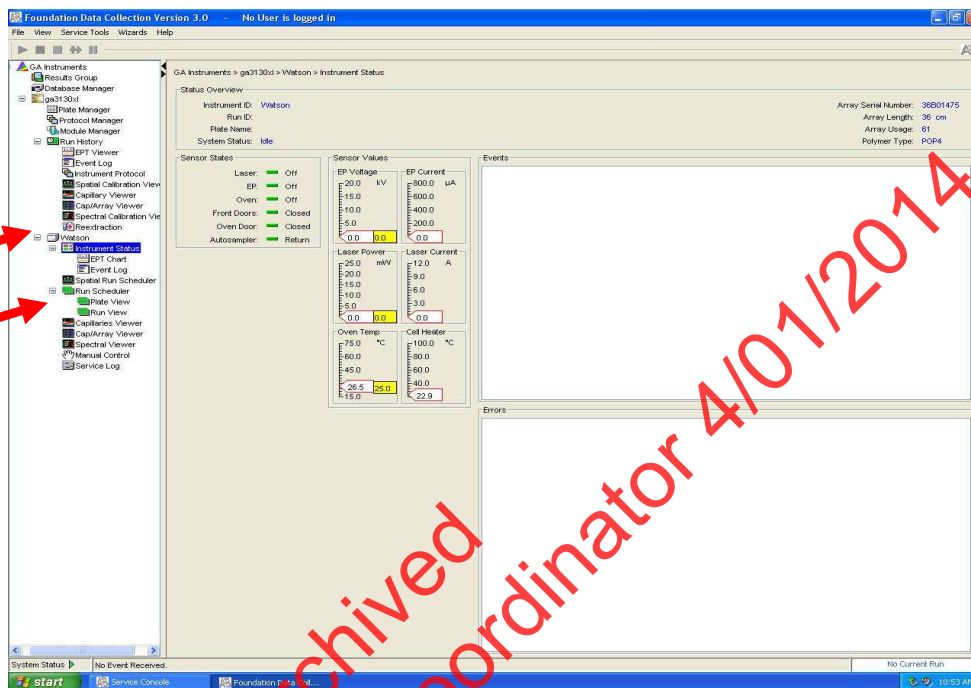 Foundation Data Collection Version 3.0 - No User is logged in
File View Service Tools Wizards Help
GA Instruments
Results Group
Database Manager
ga3130xl
Plate Manager
Protocol Manager
Module Manager
Run History
EPT Viewer
Event Log
Instrument Protocol
Spatial Calibration View
Capillary Viewer
Cap/Array Viewer
Spectral Calibration Vie
Reextraction
Watson
Instrument Status
EPT Chart
Event Log
Spatial Run Scheduler
Run Scheduler
Plate View
Run View
Capillaries Viewer
Cap/Array Viewer
Spectral Viewer
Manual Control
Service Log
GA Instruments > ga3130xl > Watson > Instrument Status
Status Overview
Instrument ID: Watson
Run ID:
Plate Name:
System Status: Idle
Array Serial Number: 36B01475
Array Length: 36 cm
Array Usage: 61
Polymer Type: POP4
Sensor States
Laser: Off
EP: Off
Oven: Off
Front Doors: Closed
Oven Door: Closed
Autosampler: Return
Sensor Values
EP Voltage
20.0 kV
15.0
10.0
5.0
0.0 0.0
EP Current
800.0 µA
600.0
400.0
200.0
0.0
Laser Power
25.0 mW
20.0
15.0
10.0
5.0
0.0 0.0
Laser Current
12.0 A
9.0
6.0
3.0
0.0
Oven Temp
75.0 °C
60.0
45.0
26.5 25.0
15.0
Cell Heater
100.0 °C
80.0
60.0
40.0
22.9
Events
Errors
chived
oordinator 4/01/2014
System Status No Event Received.
No Current Run
start Service Console Foundation Data Coll... 10:53 AM